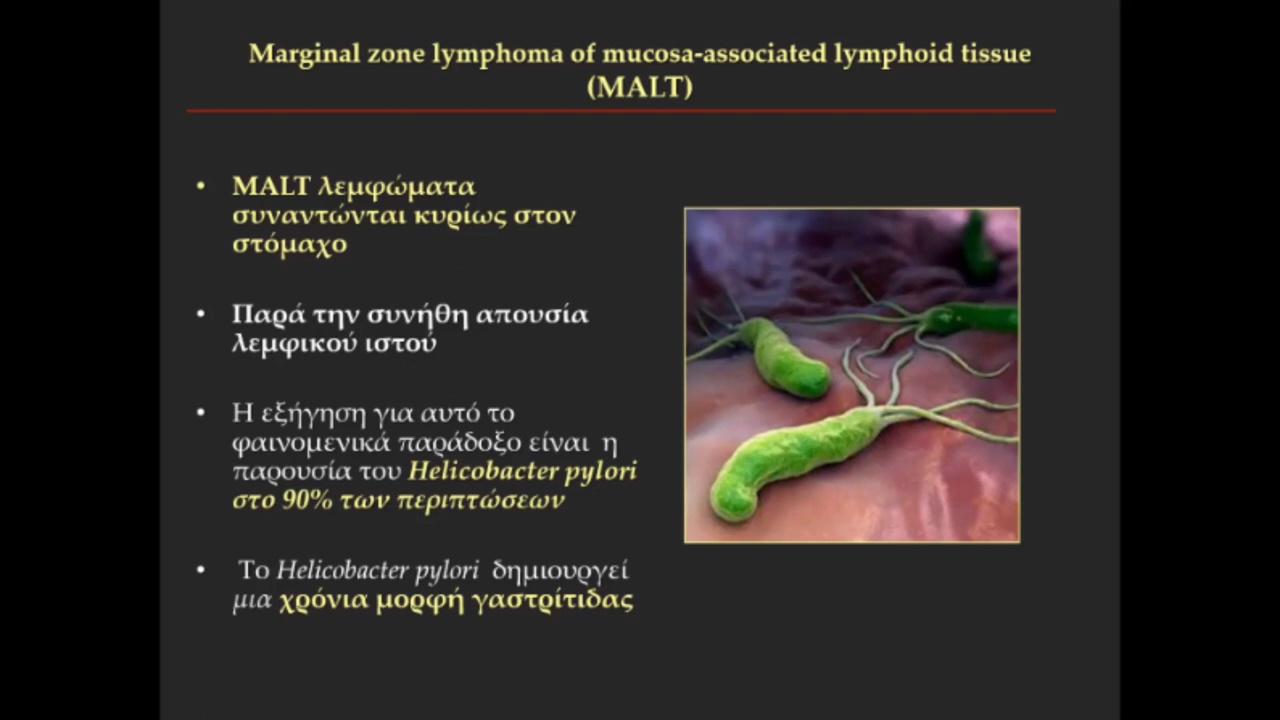 Marginal zone lymphoma of mucosa-associated lymphoid tissue
(MALT)
• MALT λεμφώματα
συναντώνται κυρίως στον
στόμαχο
• Παρά την συνήθη απουσία
λεμφικού ιστού
• Η εξήγηση για αυτό το
φαινομενικά παράδοξο είναι η
παρουσία του Helicobacter pylori
στο 90% των περιπτώσεων
• Το Helicobacter pylori δημιουργεί
μια χρόνια μορφή γαστρίτιδας